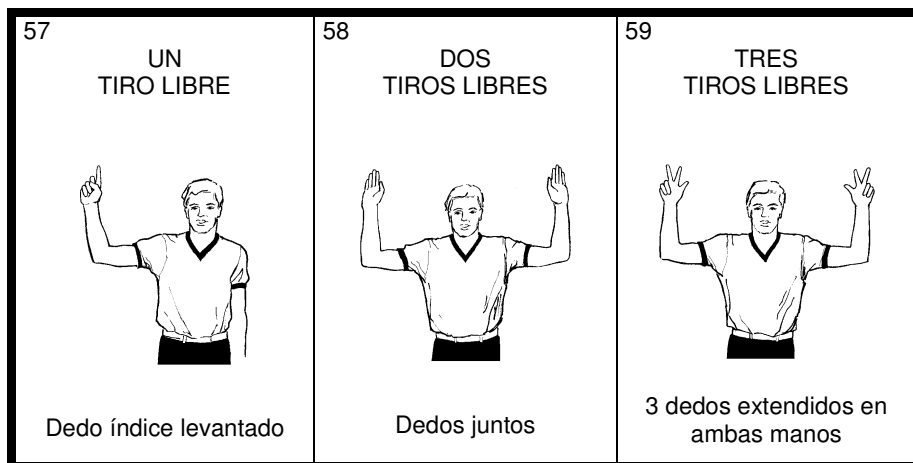 57
UN
TIRO LIBRE
Dedo índice levantado
58
DOS
TIROS LIBRES
Dedos juntos
59
TRES
TIROS LIBRES
3 dedos extendidos en
ambas manos